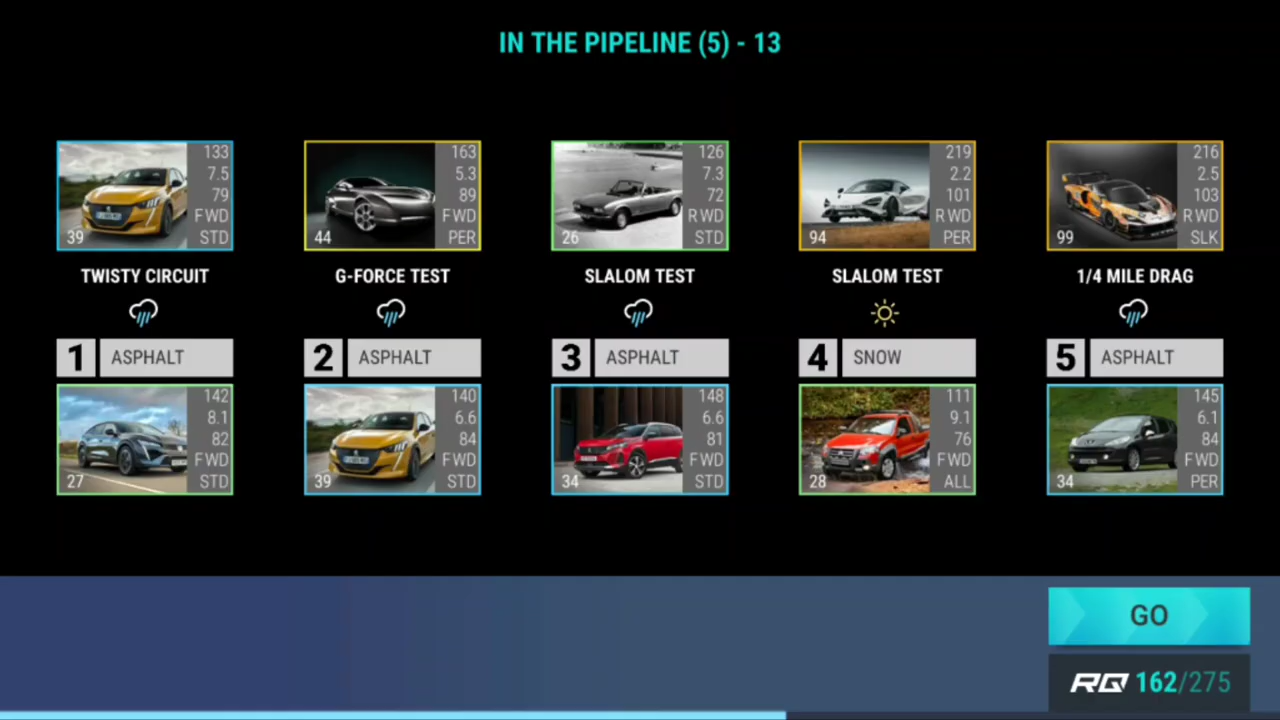 IN THE PIPELINE (5) - 13
133
7.5
79
FWD
STD
39
163
5.3
89
FWD
PER
44
126
7.3
72
RWD
STD
26
219
2.2
101
RWD
PER
94
216
2.5
103
RWD
SLK
99
TWISTY CIRCUIT
G-FORCE TEST
SLALOM TEST
SLALOM TEST
1/4 MILE DRAG
1 ASPHALT
2 ASPHALT
3 ASPHALT
4 SNOW
5 ASPHALT
142
8.1
82
FWD
STD
27
140
6.6
84
FWD
STD
39
148
6.6
81
FWD
STD
34
111
9.1
76
FWD
ALL
28
145
6.1
84
FWD
PER
34
GO
RQ 162/275